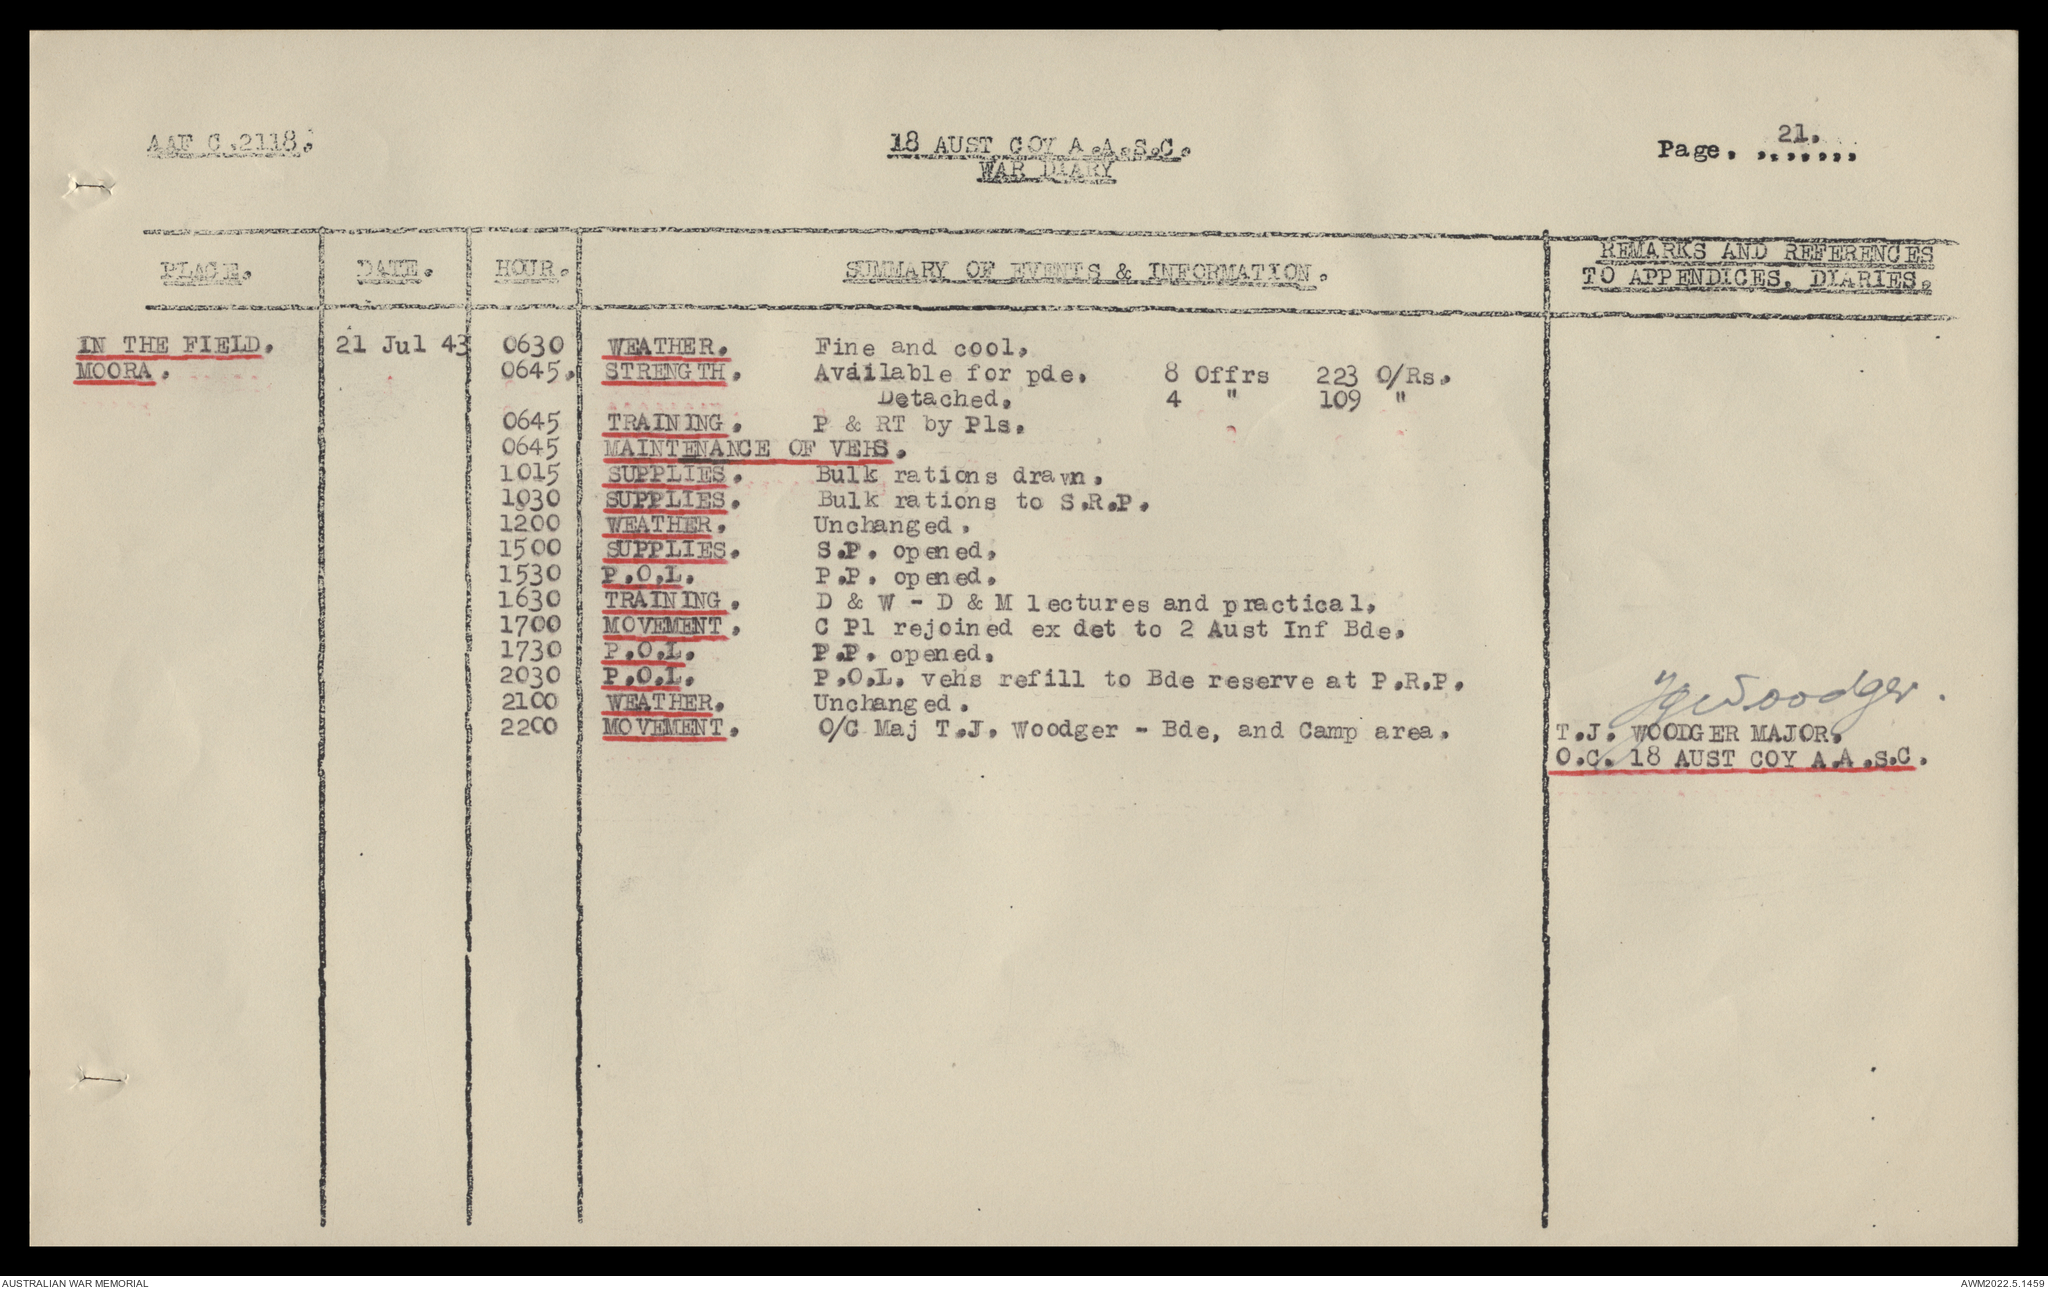 AAF C.2118.
18 AUST COY A.A.S.C.
WAR DIARY
Page. 21.
PLACE. DATE. HOUR. SUMMARY OF EVENTS & INFORMATION. REMARKS AND REFERENCES
TO APPENDICES, DIARIES.
IN THE FIELD. 21 Jul 43 0630 WEATHER. Fine and cool.
MOORA. 0645. STRENGTH. Available for pde. 8 Offrs 223 O/Rs.
Detached. 4 " 109 "
0645 TRAINING. P & RT by Pls.
0645 MAINTENANCE OF VEHS.
1015 SUPPLIES. Bulk rations drawn.
1030 SUPPLIES. Bulk rations to S.R.P.
1200 WEATHER. Unchanged.
1500 SUPPLIES. S.P. opened.
1530 P.O.L. P.P. opened.
1630 TRAINING. D & W - D & M lectures and practical.
1700 MOVEMENT. C Pl rejoined ex det to 2 Aust Inf Bde.
1730 P.O.L. P.P. opened.
2030 P.O.L. P.O.L. vehs refill to Bde reserve at P.R.P.
2100 WEATHER. Unchanged.
2200 MOVEMENT. O/C Maj T.J. Woodger - Bde, and Camp area.
TJ Woodger.
T.J. WOODGER MAJOR.
O.C. 18 AUST COY A.A.S.C.
AUSTRALIAN WAR MEMORIAL
AWM2022.5.1459